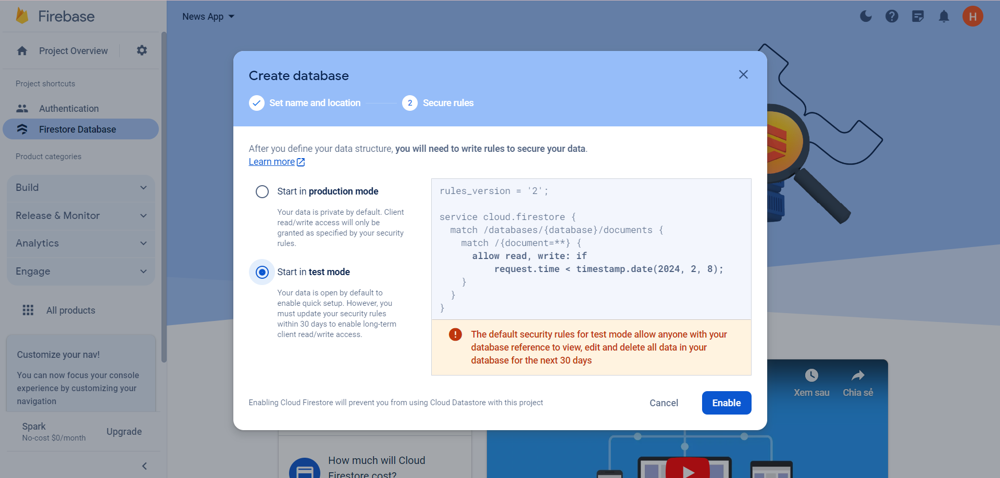 Firebase
News App
H
Project Overview
Project shortcuts
Authentication
Firestore Database
Product categories
Build
Release & Monitor
Analytics
Engage
All products
Customize your nav!
You can now focus your console
experience by customizing your
navigation
Spark
No-cost $0/month
Upgrade
Create database
Set name and location
2
Secure rules
After you define your data structure, you will need to write rules to secure your data.
Learn more
Start in production mode
Your data is private by default. Client
read/write access will only be
granted as specified by your security
rules.
Start in test mode
Your data is open by default to
enable quick setup. However, you
must update your security rules
within 30 days to enable long-term
client read/write access.
rules_version = '2';
service cloud.firestore {
match /databases/{database}/documents {
match /{document=**} {
allow read, write: if
request.time < timestamp.date(2024, 2, 8);
}
}
}
The default security rules for test mode allow anyone with your
database reference to view, edit and delete all data in your
database for the next 30 days
Enabling Cloud Firestore will prevent you from using Cloud Datastore with this project
Cancel
Enable
Xem sau
Chia sẻ
How much will Cloud
Firestore cost?